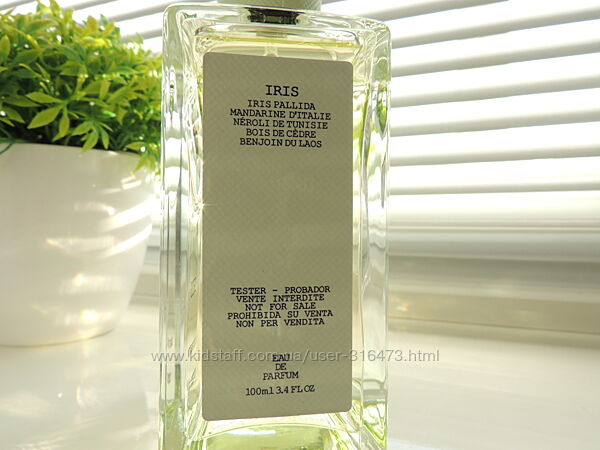 IRIS
IRIS PALLIDA
MANDARINE D'ITALIE
NÉROLI DE TUNISIE
BOIS DE CÈDRE
BENJOIN DU LAOS
TESTER - PROBADOR
VENTE INTERDITE
NOT FOR SALE
PROHIBIDA SU VENTA
NON PER VENDITA
www.kidstaff.com.ua/user-316473.html
EAU
DE
PARFUM
100ml 3.4 FL OZ